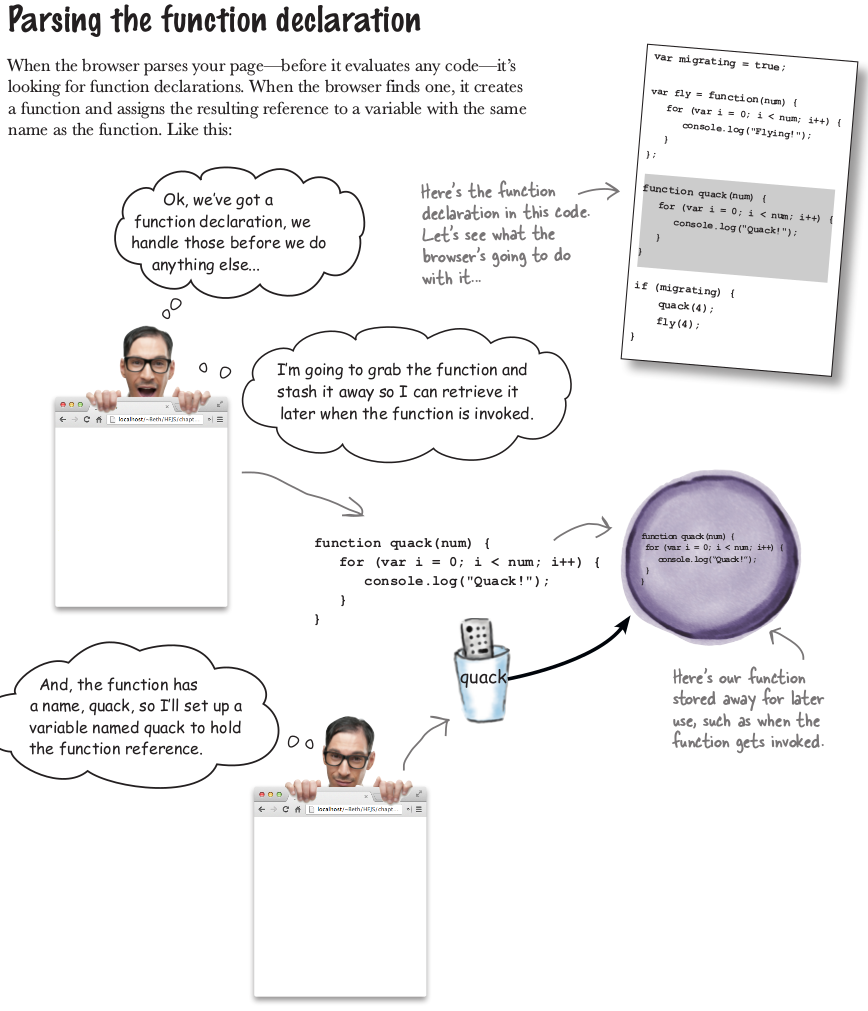 Parsing the function declaration
When the browser parses your page—before it evaluates any code—it's
looking for function declarations. When the browser finds one, it creates
a function and assigns the resulting reference to a variable with the same
name as the function. Like this:
var migrating = true;
var fly = function(num) {
for (var i = 0; i < num; i++) {
console.log("Flying!");
}
};
function quack(num) {
for (var i = 0; i < num; i++) {
console.log("Quack!");
}
}
if (migrating) {
quack(4);
fly(4);
}
Ok, we've got a
function declaration, we
handle those before we do
anything else...
Here's the function
declaration in this code.
Let's see what the
browser's going to do
with it...
I'm going to grab the function and
stash it away so I can retrieve it
later when the function is invoked.
localhost/~Beth/HFJS/chapt...
function quack(num) {
for (var i = 0; i < num; i++) {
console.log("Quack!");
}
}
function quack(num) {
for (var i = 0; i < num; i++) {
console.log("Quack!");
}
}
quack
And, the function has
a name, quack, so I'll set up a
variable named quack to hold
the function reference.
Here's our function
stored away for later
use, such as when the
function gets invoked.
localhost/~Beth/HFJS/chapt...